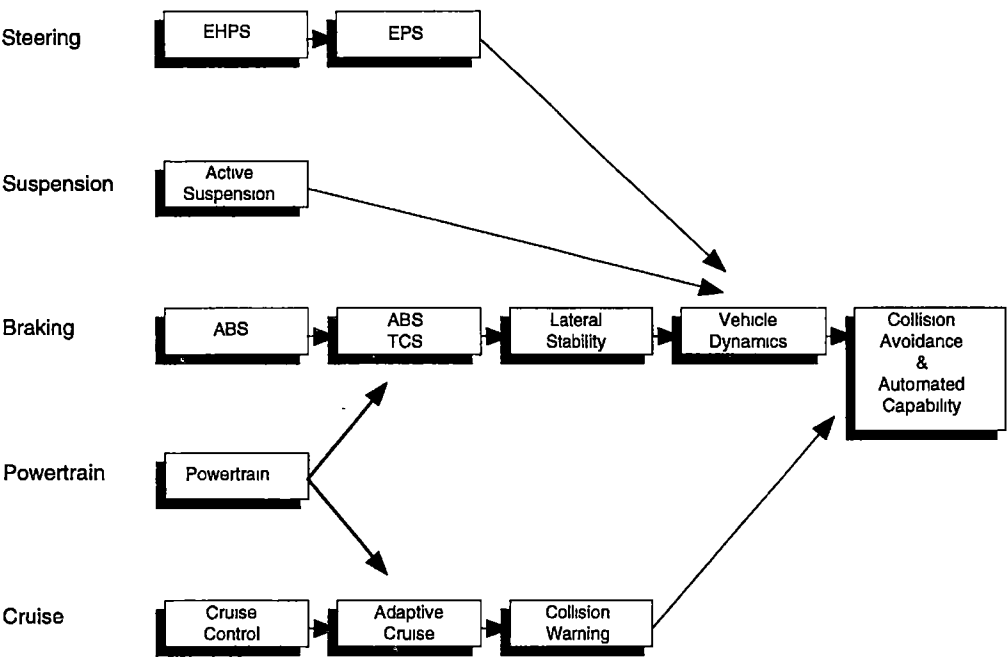 Steering
EHPS
EPS
Suspension
Active
Suspension
Braking
ABS
ABS
TCS
Lateral
Stability
Vehicle
Dynamics
Collision
Avoidance
&
Automated
Capability
Powertrain
Powertrain
Cruise
Cruise
Control
Adaptive
Cruise
Collision
Warning